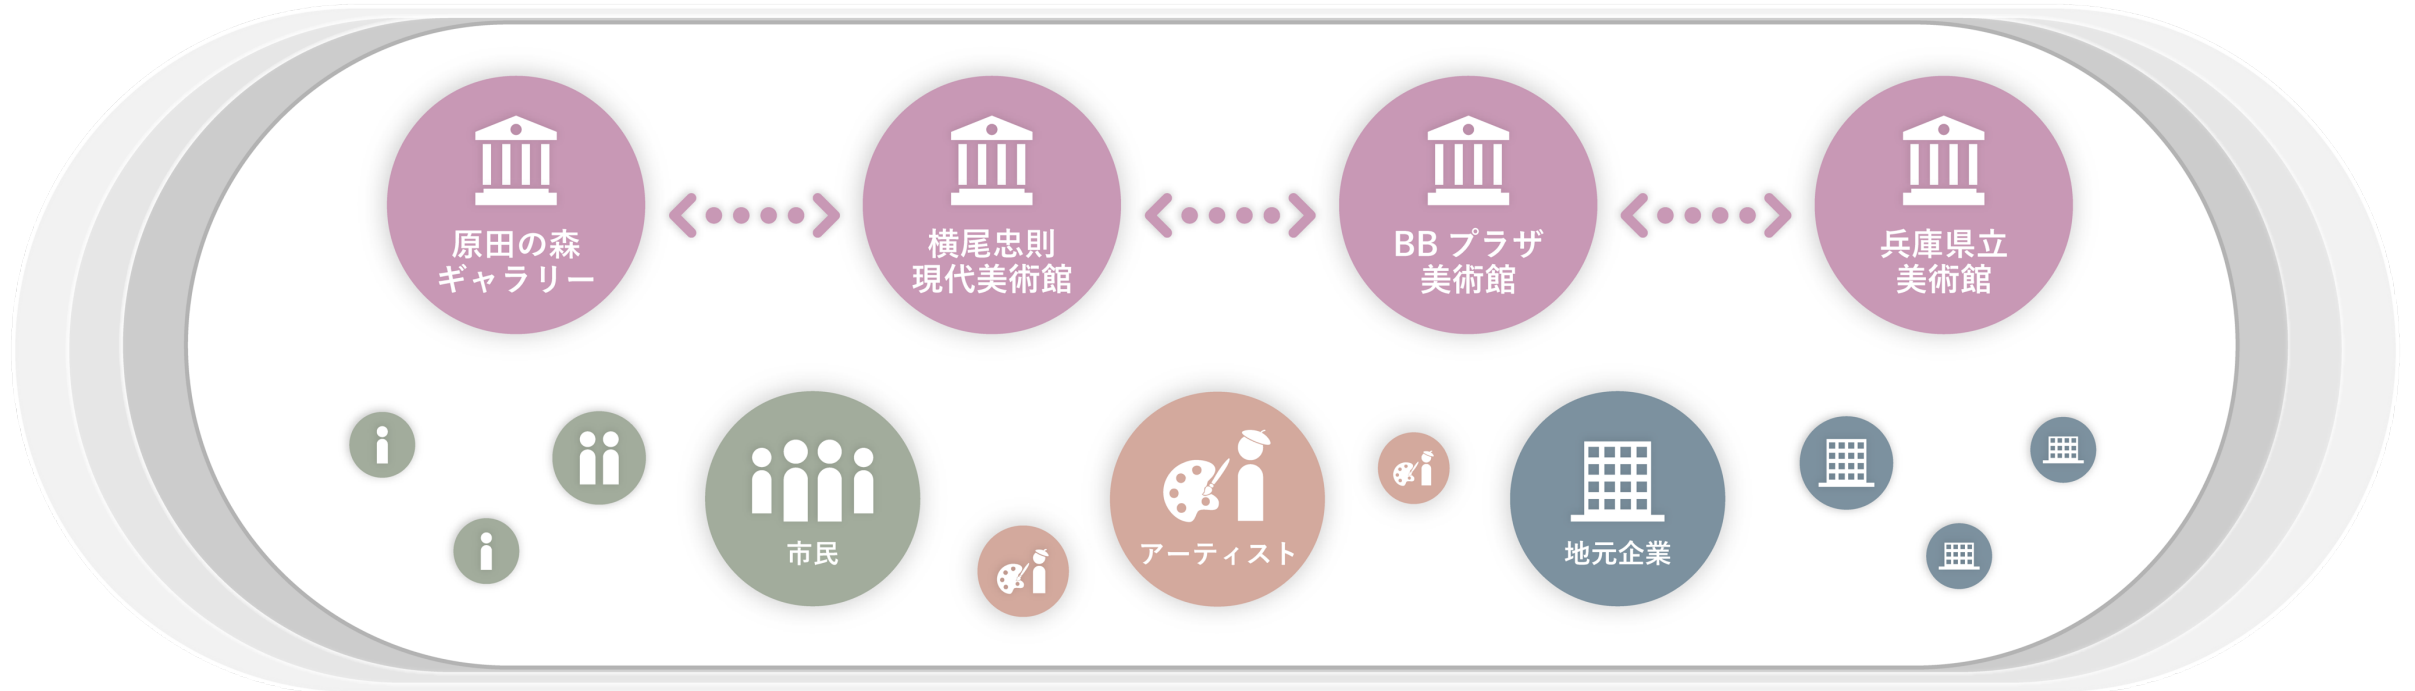 原田の森
ギャラリー
横尾忠則
現代美術館
BB プラザ
美術館
兵庫県立
美術館
市民
アーティスト
地元企業